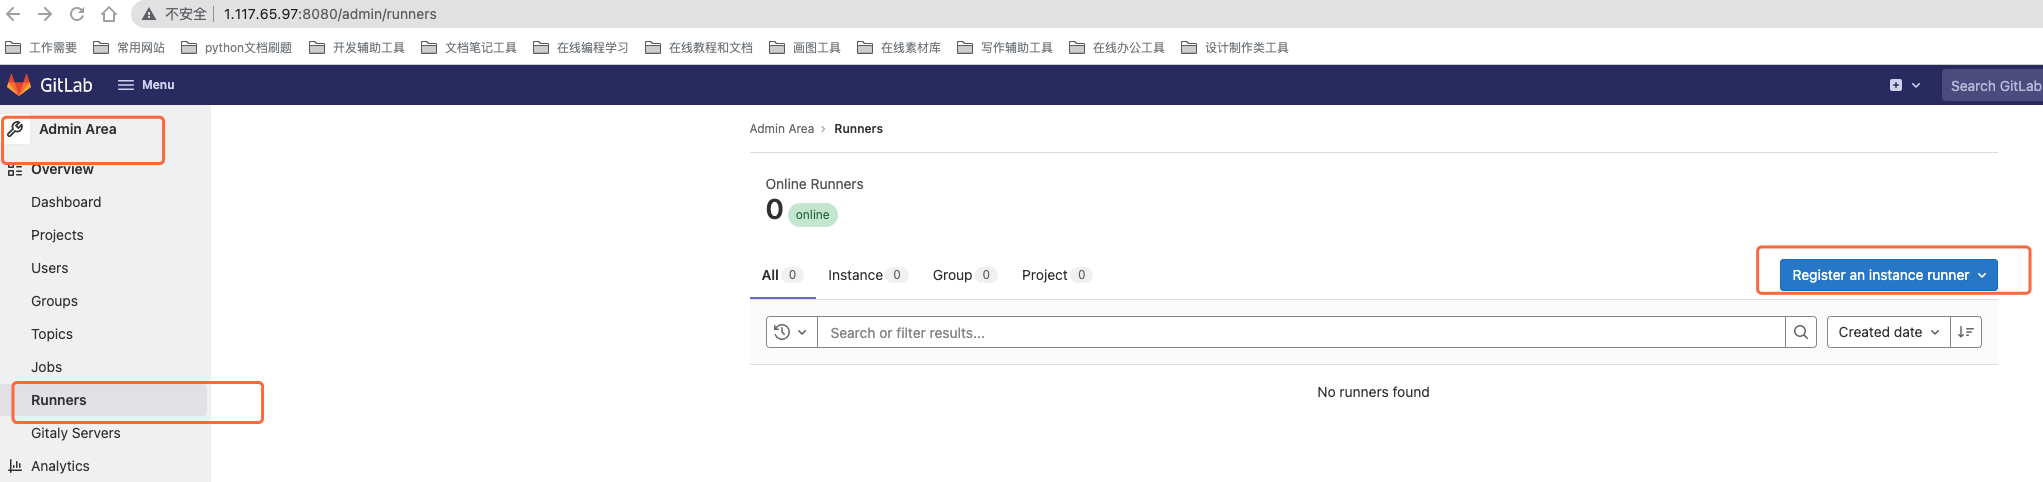 不安全 1.117.65.97:8080/admin/runners
工作需要 常用网站 python文档刷题 开发辅助工具 文档笔记工具 在线编程学习 在线教程和文档 画图工具 在线素材库 写作辅助工具 在线办公工具 设计制作类工具
GitLab Menu Search GitLab
Admin Area
Overview
Dashboard
Projects
Users
Groups
Topics
Jobs
Runners
Gitaly Servers
Analytics
Admin Area › Runners
Online Runners
0 online
All 0 Instance 0 Group 0 Project 0 Register an instance runner
Search or filter results... Created date
No runners found